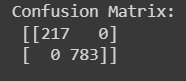 Confusion Matrix:
[[217   0]
[  0 783]]